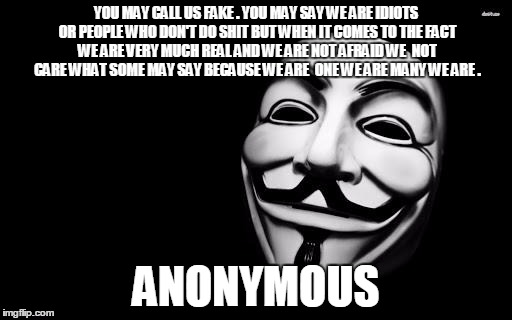 YOU MAY CALL US FAKE . YOU MAY SAY WE ARE IDIOTS
OR PEOPLE WHO DON'T DO SHIT BUT WHEN IT COMES TO THE FACT
WE ARE VERY MUCH REAL AND WE ARE NOT AFRAID WE NOT
CARE WHAT SOME MAY SAY BECAUSE WE ARE ONE WE ARE MANY WE ARE .
ANONYMOUS
imgflip.com